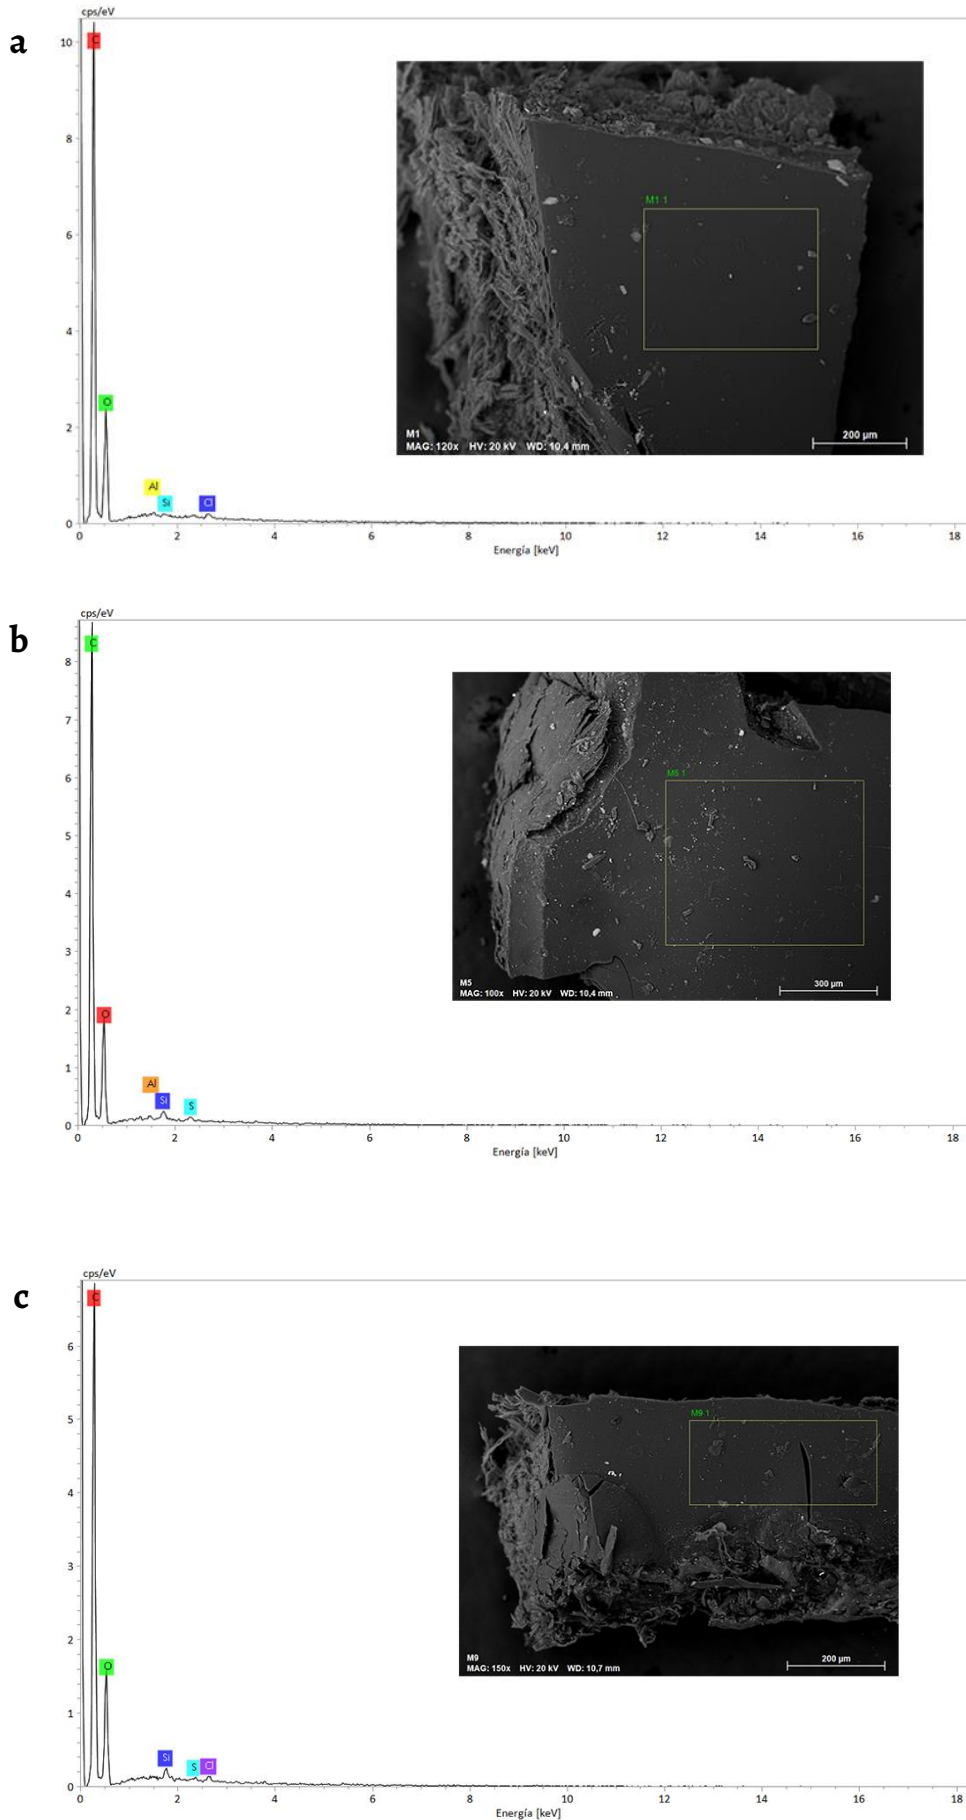 a
cps/eV
10
8
6
4
2
0
C
O
Al
Si
Cl
0 2 4 6 8 10 12 14 16 18
Energía [keV]
M1 1
M1
MAG: 120x HV: 20 kV WD: 10,4 mm
200 µm
b
cps/eV
8
7
6
5
4
3
2
1
0
C
O
Al
Si
S
0 2 4 6 8 10 12 14 16 18
Energía [keV]
M5 1
M5
MAG: 100x HV: 20 kV WD: 10,4 mm
300 µm
c
cps/eV
6
5
4
3
2
1
0
C
O
Si
S
Cl
0 2 4 6 8 10 12 14 16 18
Energía [keV]
M9 1
M9
MAG: 150x HV: 20 kV WD: 10,7 mm
200 µm